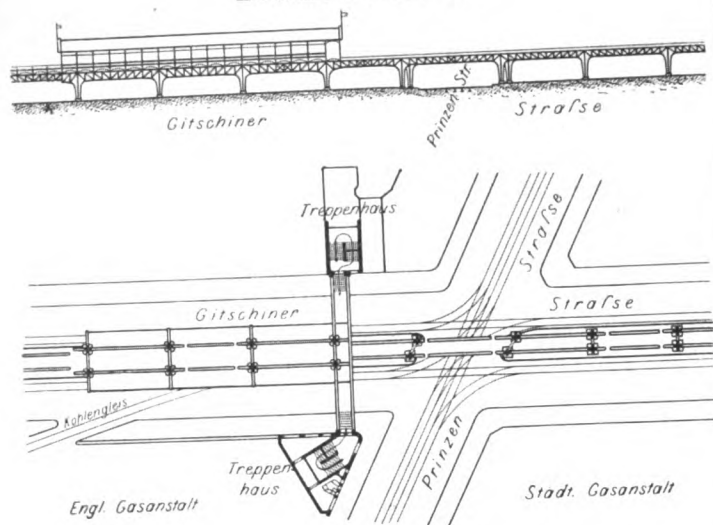 Gitschiner
Prinzen Str.
Straſse
Treppenhaus
Straſse
Gitschiner
Straſse
Kohlengleis
Prinzen
Treppen-
haus
Engl. Gasanstalt
Städt. Gasanstalt